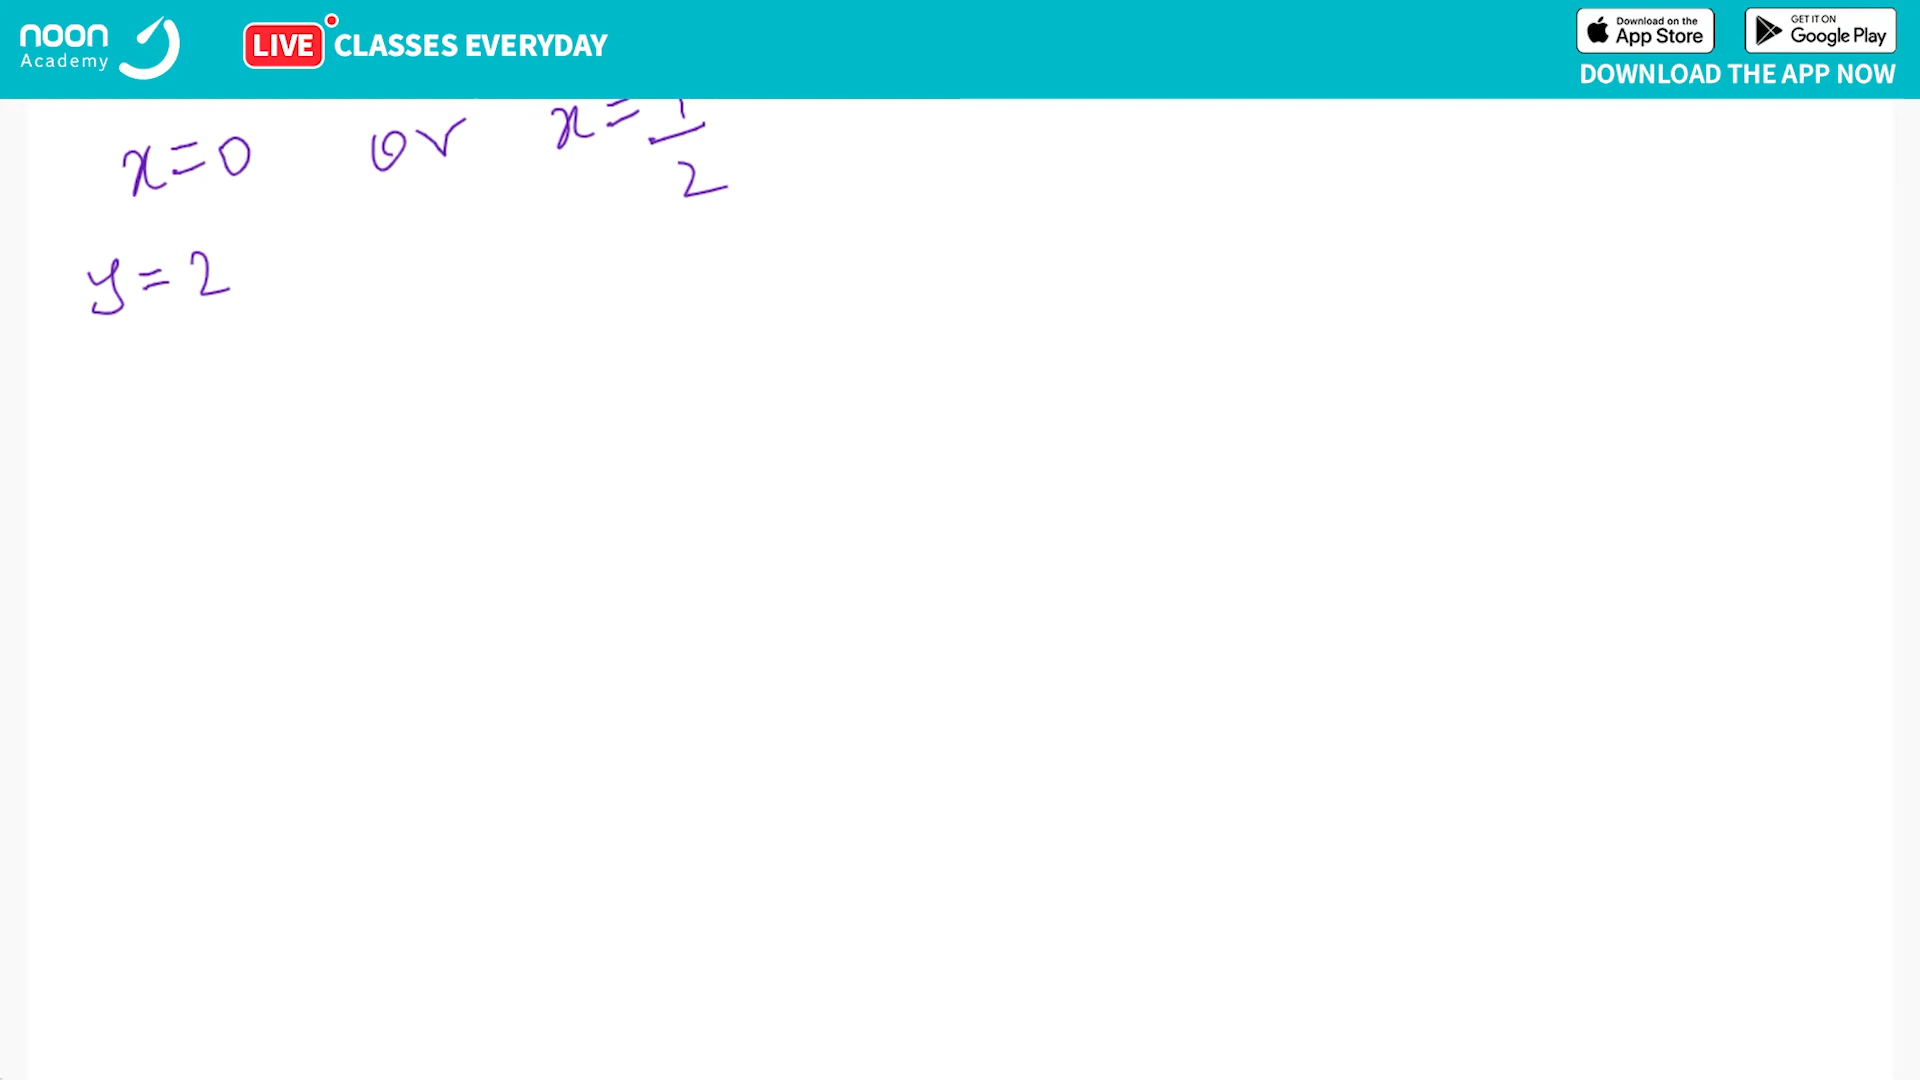 noon
Academy
LIVE CLASSES EVERYDAY
Download on the
App Store
GET IT ON
Google Play
DOWNLOAD THE APP NOW
x=0 or x=1/2
y=2